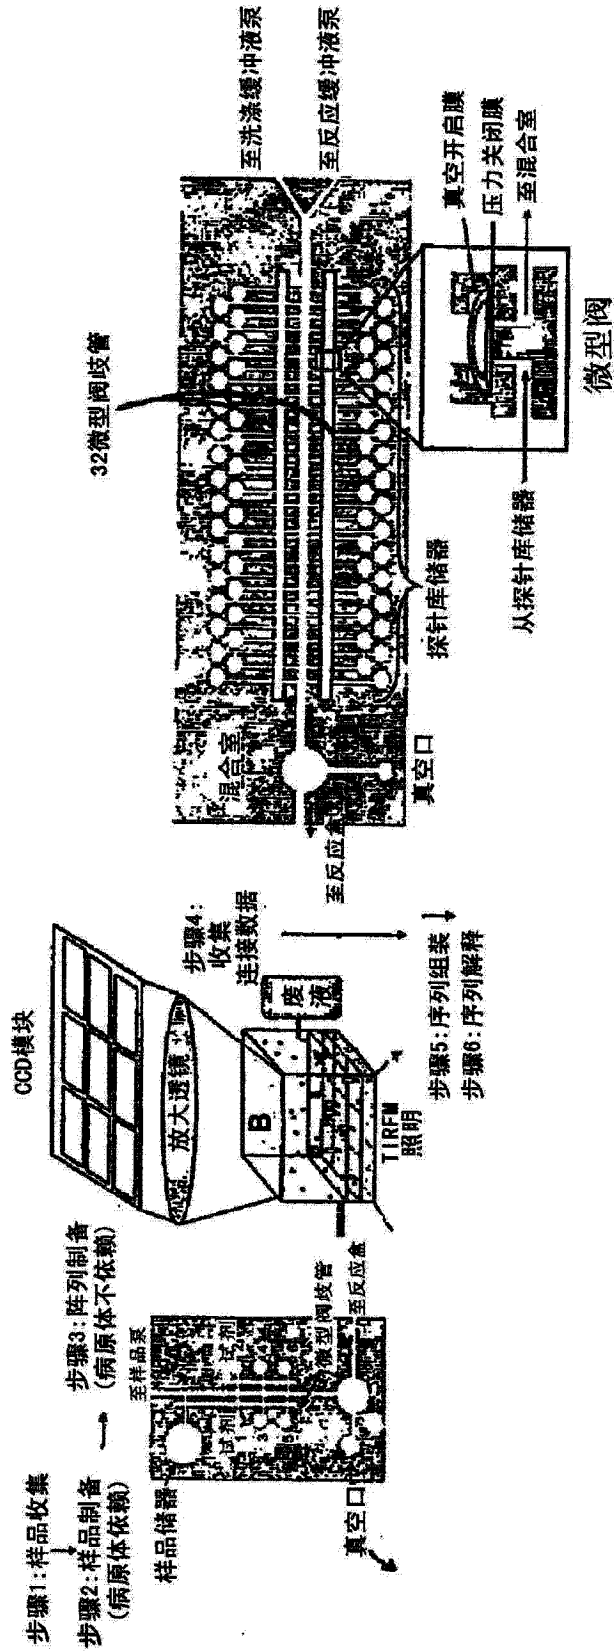 步骤1:样品收集
步骤2:样品制备
(病原体依赖)
步骤3:阵列制备
(病原体不依赖)
至样品泵
样品储器
试剂
试剂
1
3
5
微型阀歧管
至反应盒
真空口
CCD模块
放大透镜
B
TIRFM
照明
废
液
步骤4:
收集
连接数据
步骤5:序列组装
步骤6:序列解释
32微型阀歧管
混合室
至反应盒
真空口
探针库储器
至洗涤缓冲液泵
至反应缓冲液泵
真空开启膜
压力关闭膜
至混合室
从探针库储器
微型阀